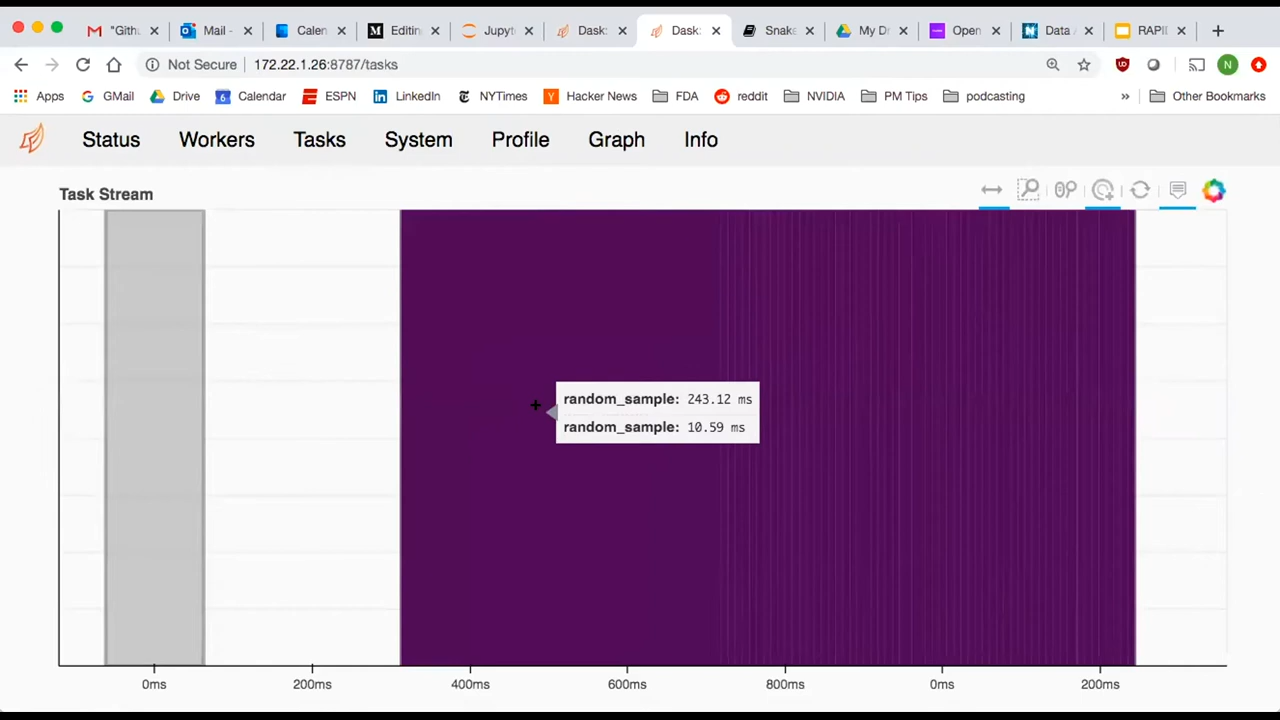 "Githu
Mail -
Calen
Editin
Jupyt
Dask:
Dask:
Snake
My Dr
Open
Data /
RAPID
Not Secure
172.22.1.26:8787/tasks
N
Apps
GMail
Drive
Calendar
ESPN
LinkedIn
NYTimes
Hacker News
FDA
reddit
NVIDIA
PM Tips
podcasting
»
Other Bookmarks
Status
Workers
Tasks
System
Profile
Graph
Info
Task Stream
random_sample: 243.12 ms
random_sample: 10.59 ms
0ms
200ms
400ms
600ms
800ms
0ms
200ms